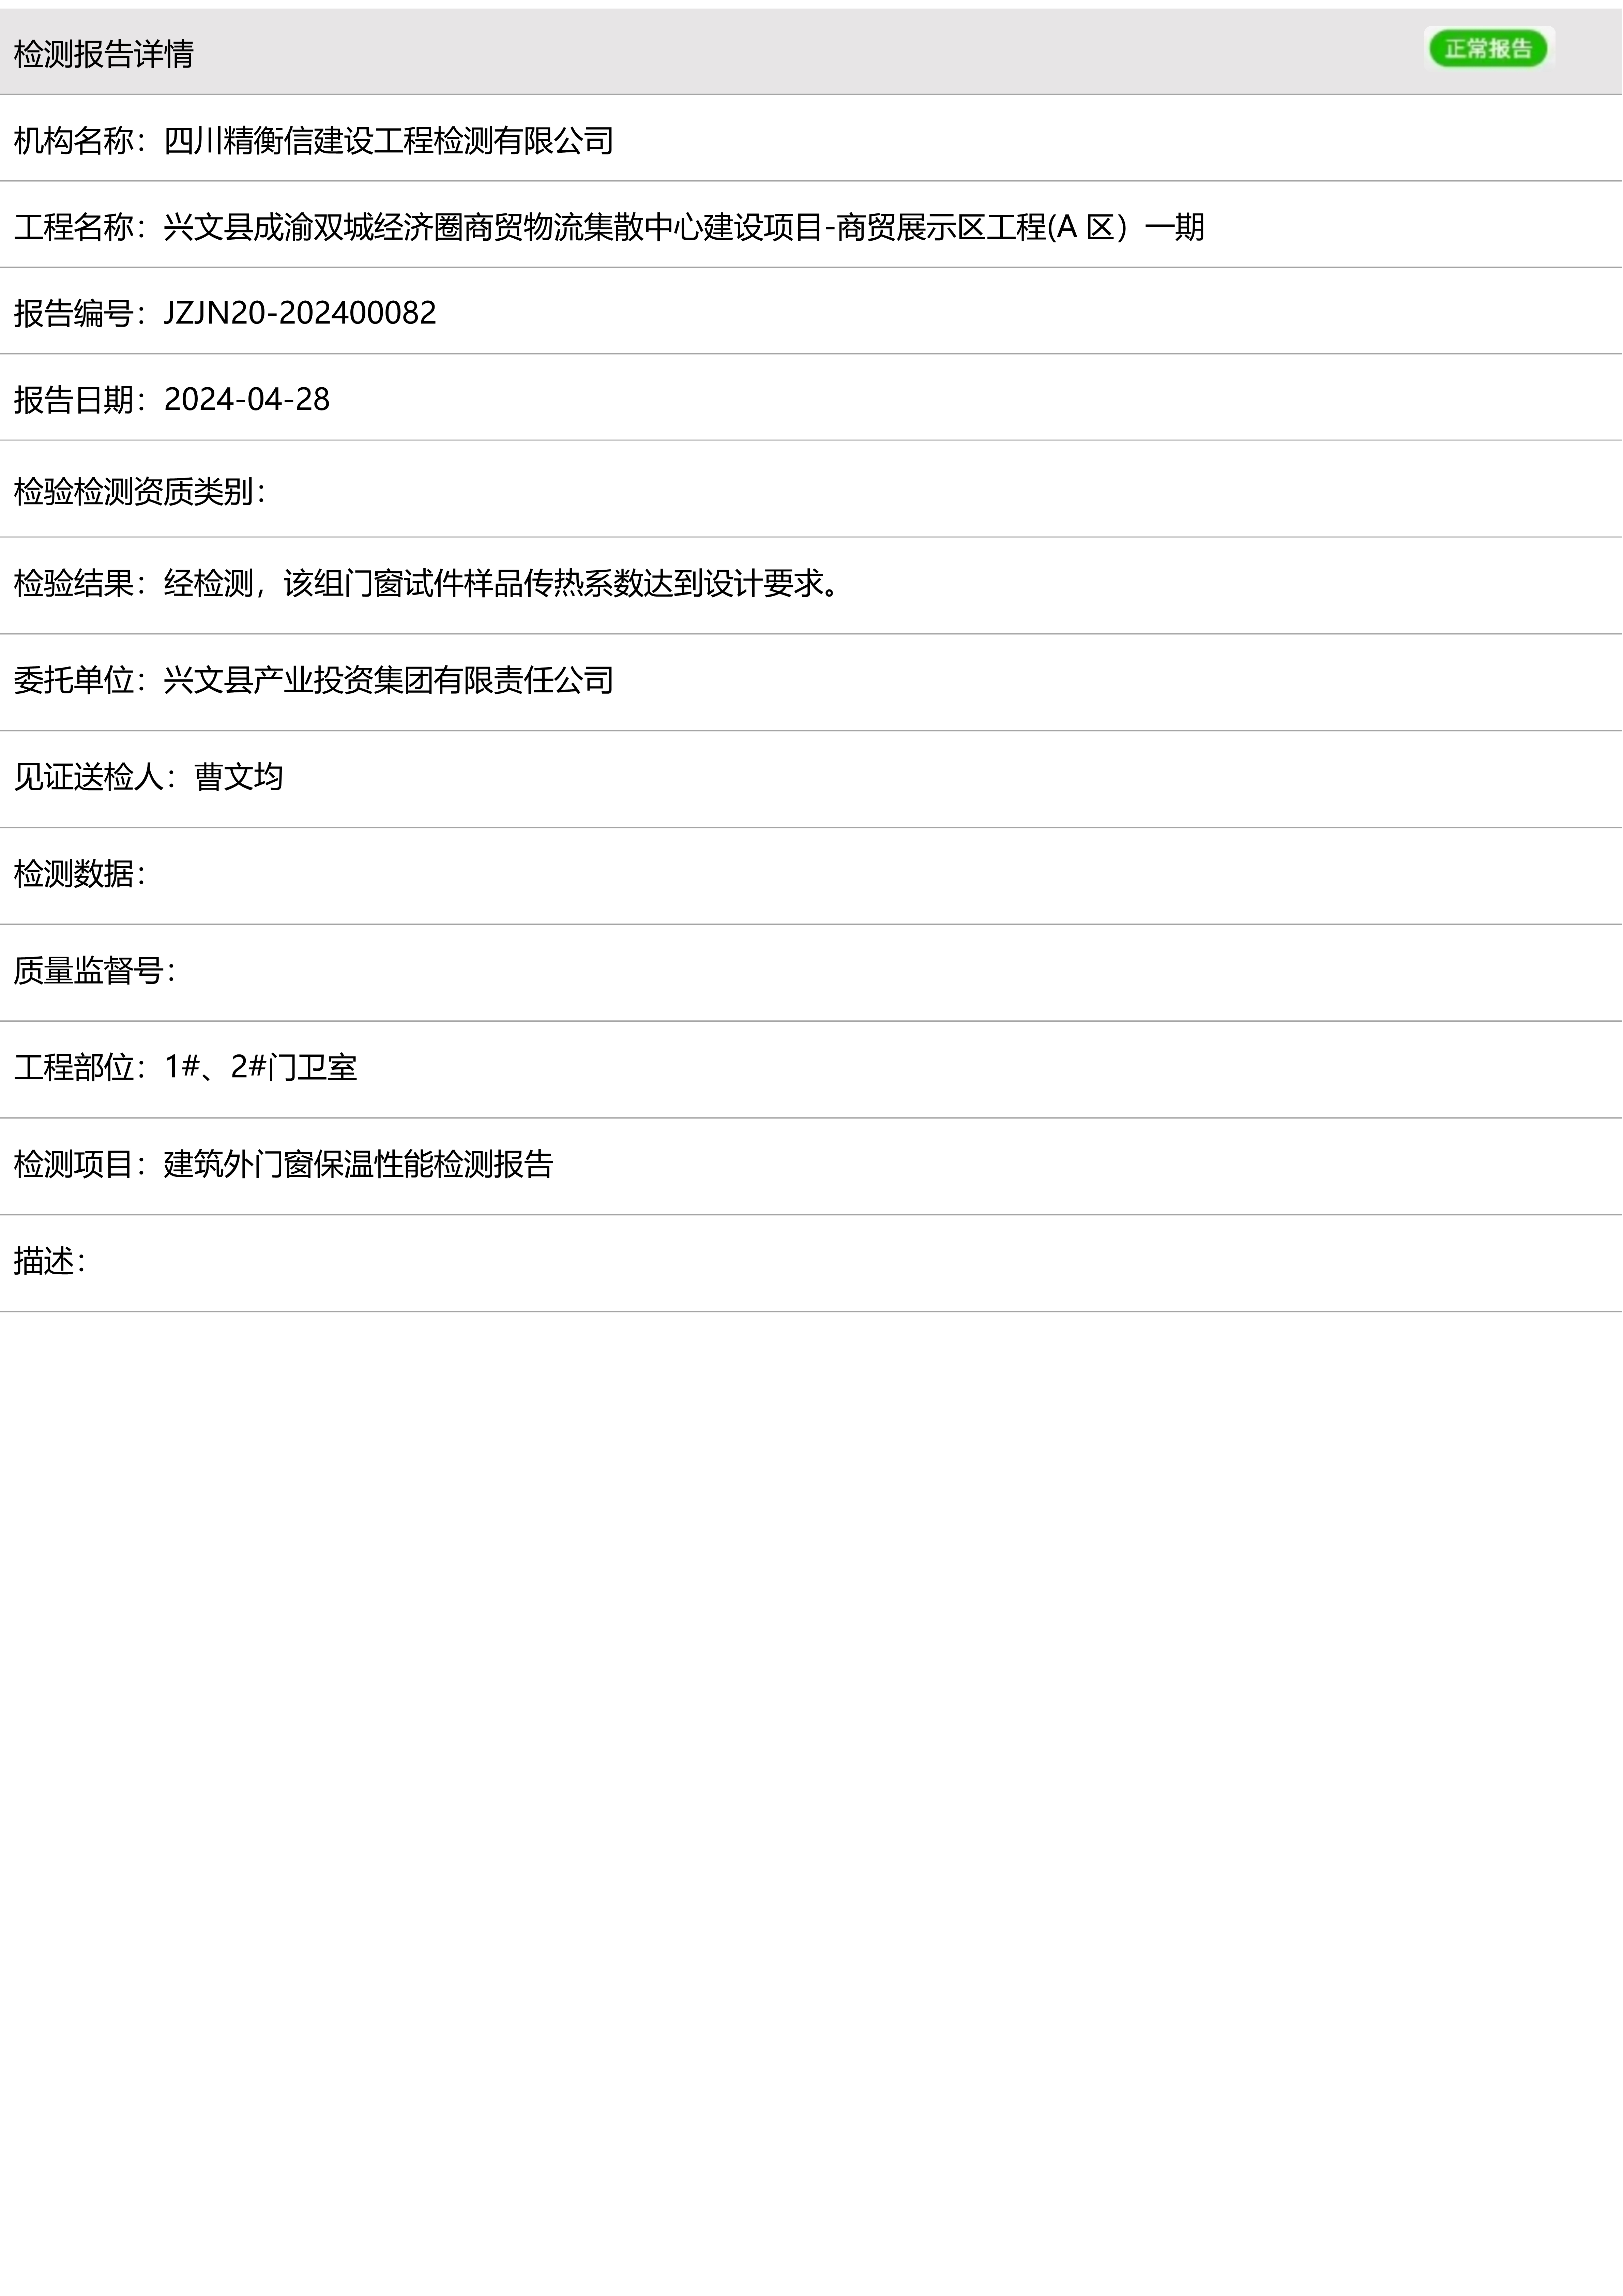 检测报告详情 正常报告
机构名称：四川精衡信建设工程检测有限公司
工程名称：兴文县成渝双城经济圈商贸物流集散中心建设项目-商贸展示区工程(A 区）一期
报告编号：JZJN20-202400082
报告日期：2024-04-28
检验检测资质类别：
检验结果：经检测，该组门窗试件样品传热系数达到设计要求。
委托单位：兴文县产业投资集团有限责任公司
见证送检人：曹文均
检测数据：
质量监督号：
工程部位：1#、2#门卫室
检测项目：建筑外门窗保温性能检测报告
描述：